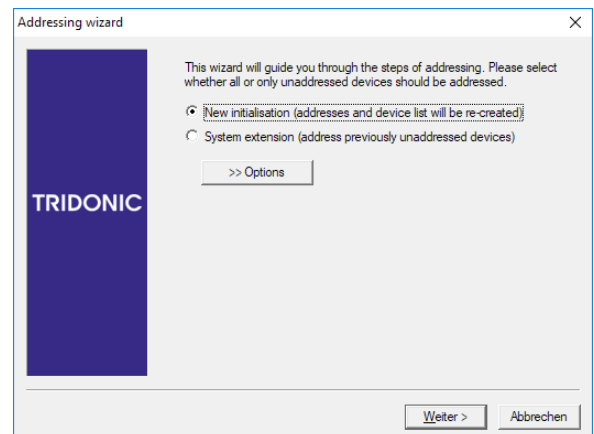 Addressing wizard
This wizard will guide you through the steps of addressing. Please select
whether all or only unaddressed devices should be addressed.
New initialisation (addresses and device list will be re-created)
System extension (address previously unaddressed devices)
>> Options
TRIDONIC
Weiter >
Abbrechen